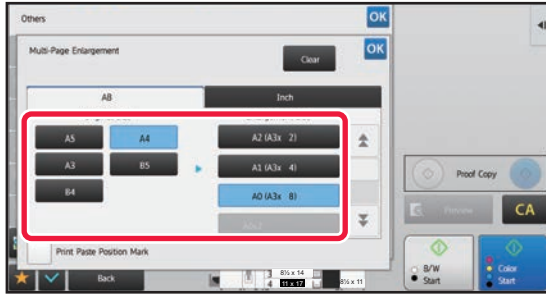 Others
OK
Multi-Page Enlargement
Clear
OK
AB
Inch
A5
A4
A2 (A3x 2)
A3
B5
A1 (A3x 4)
B4
A0 (A3x 8)
Proof Copy
Preview
CA
Print Paste Position Mark
Back
3
8½ x 14
4
11 x 17
8½ x 11
B/W
Start
Color
Start